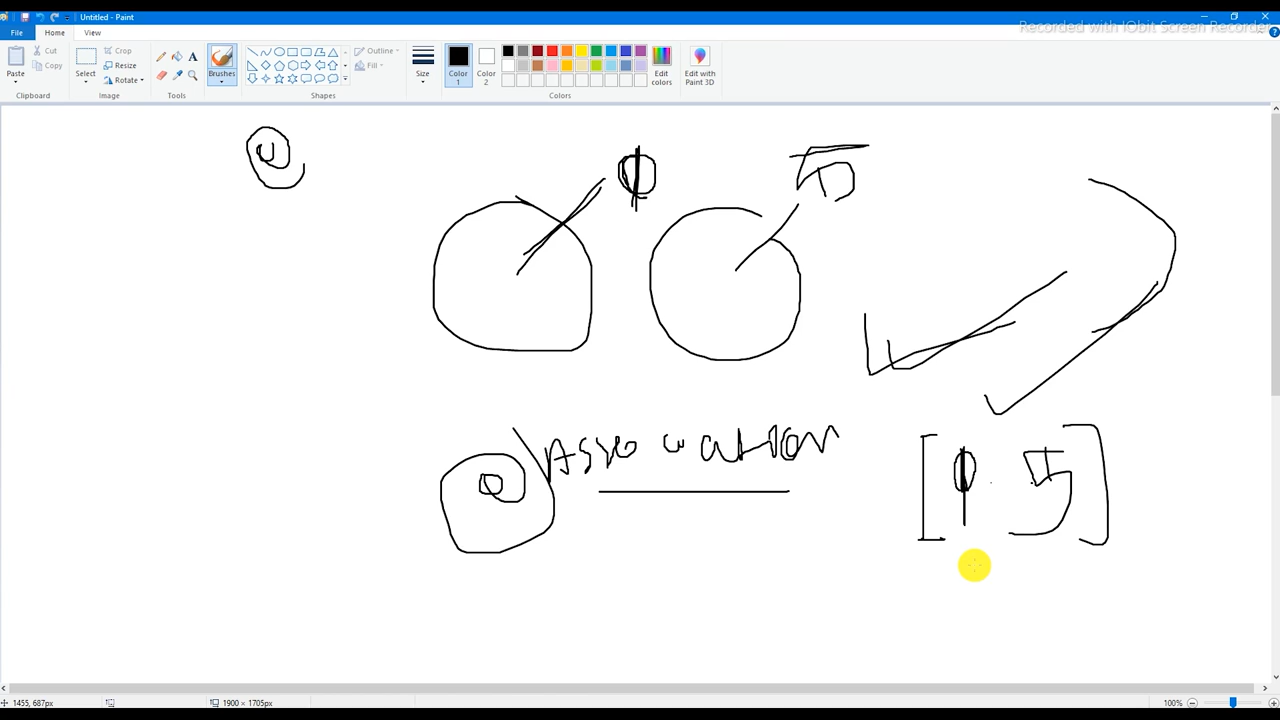 Untitled - Paint
Recorded with IObit Screen Recorder
File Home View
Paste Cut Copy Clipboard
Select Crop Resize Rotate Image
A Tools
Brushes
Outline Fill Shapes
Size
Color 1 Color 2 Edit colors Colors
Edit with Paint 3D
Association
1455, 687px 1900 × 1705px 100%